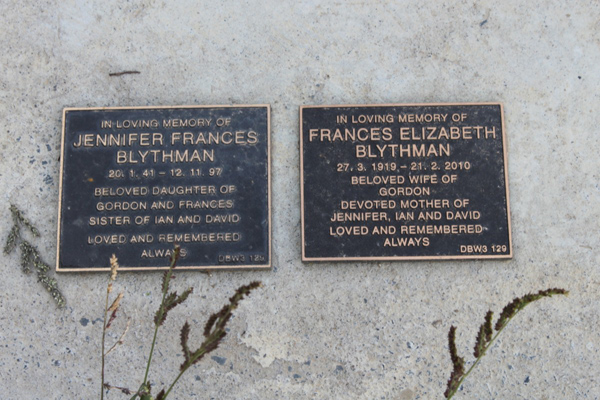 IN LOVING MEMORY OF
JENNIFER FRANCES
BLYTHMAN
20. 1. 41 - 12. 11. 97
BELOVED DAUGHTER OF
GORDON AND FRANCES
SISTER OF IAN AND DAVID
LOVED AND REMEMBERED
ALWAYS
DBW3 129
IN LOVING MEMORY OF
FRANCES ELIZABETH
BLYTHMAN
27. 3. 1919 - 21. 2. 2010
BELOVED WIFE OF
GORDON
DEVOTED MOTHER OF
JENNIFER, IAN AND DAVID
LOVED AND REMEMBERED
ALWAYS
DBW3 129